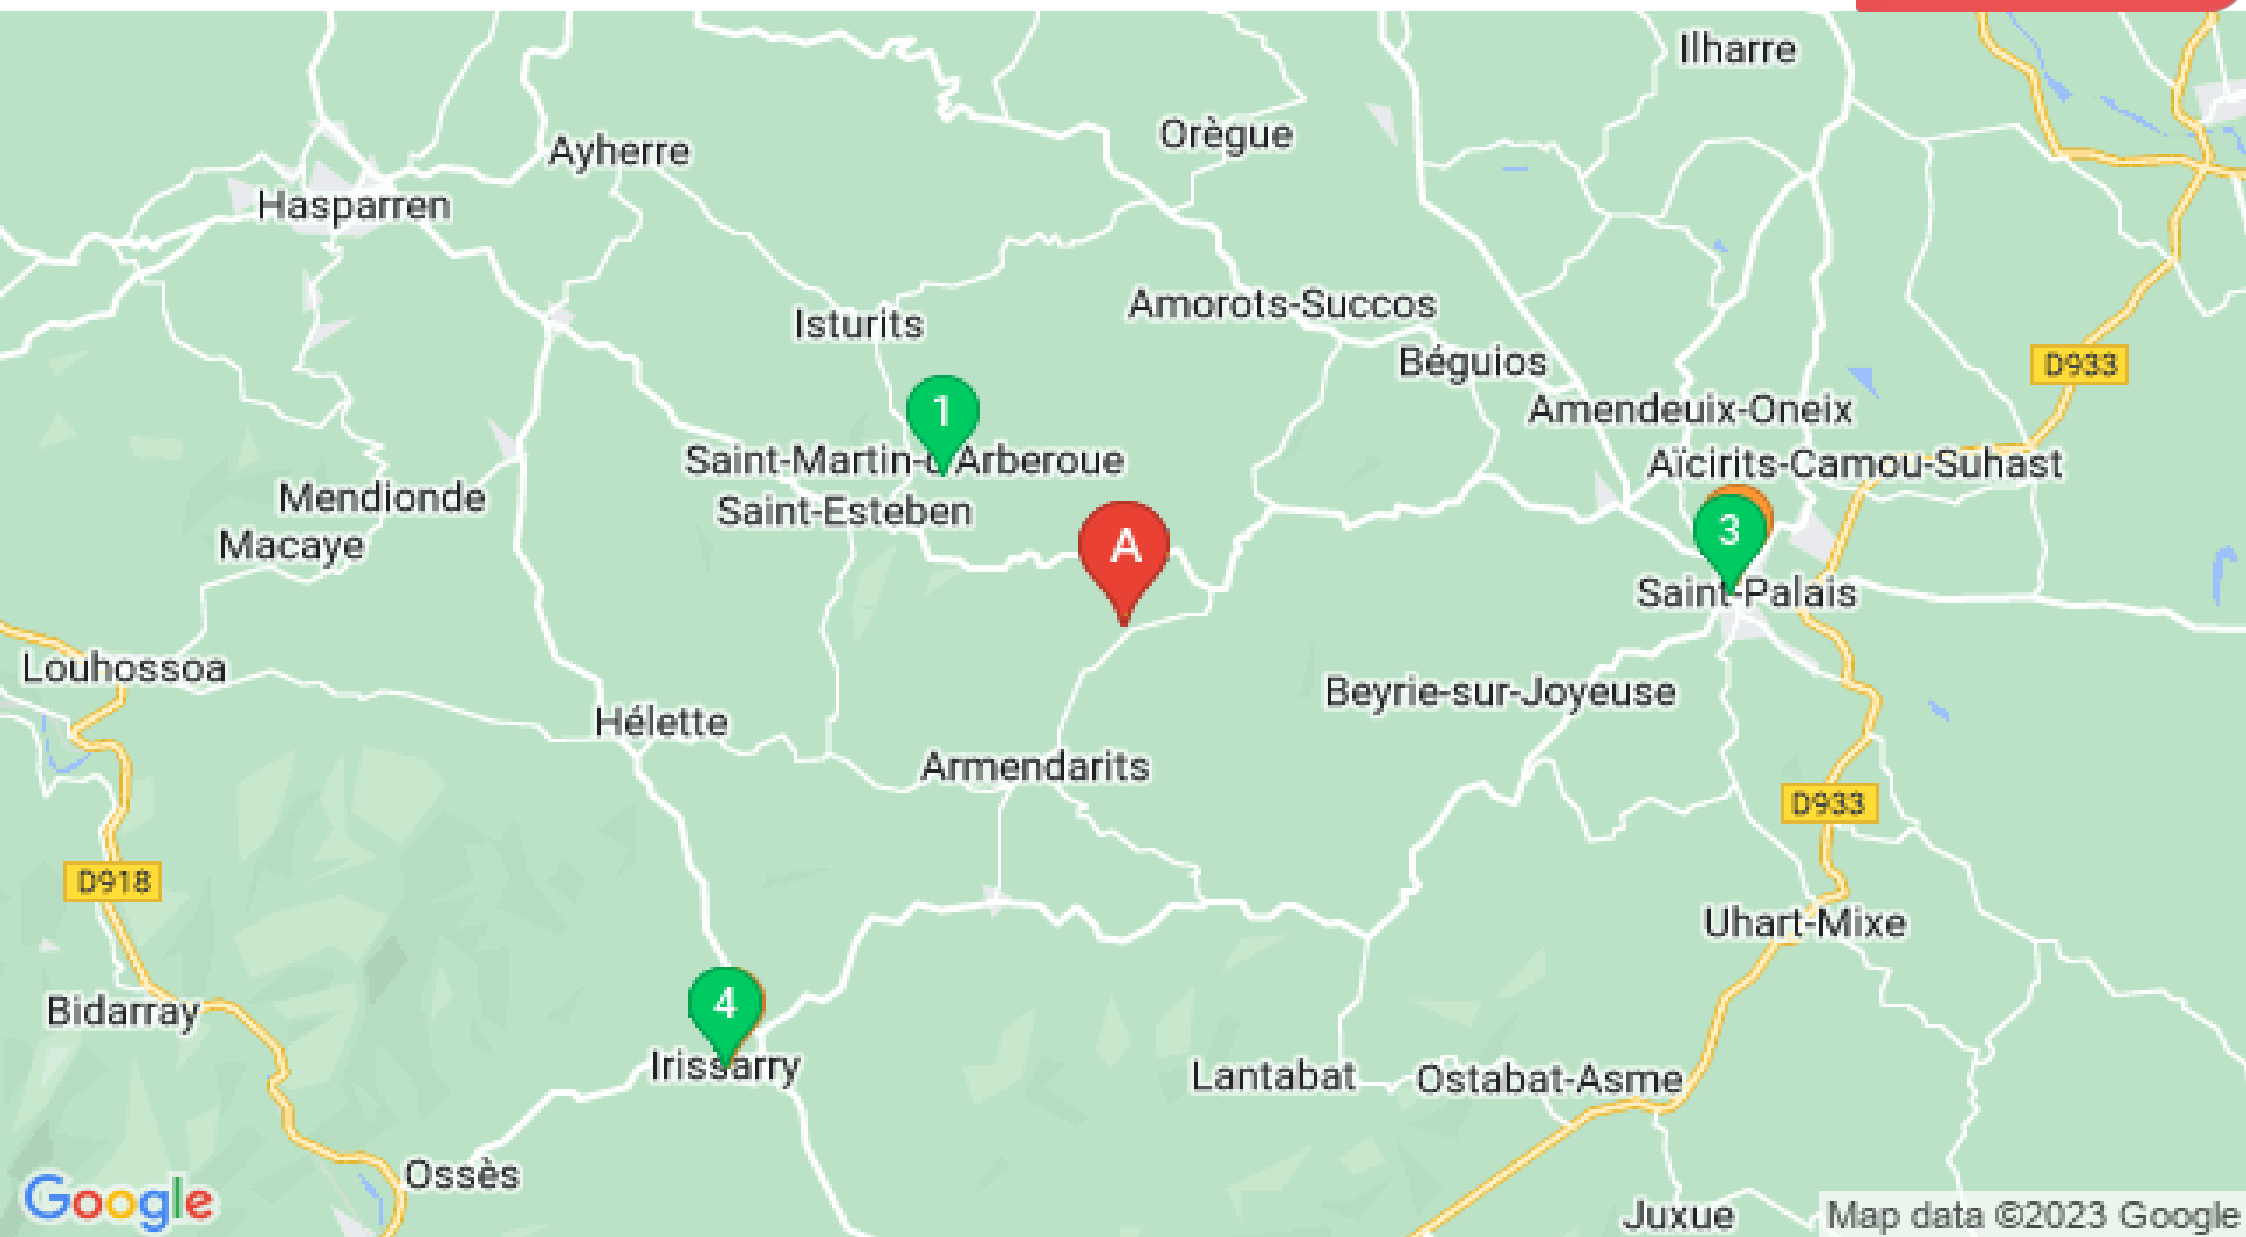 Ilharre
Orègue
Ayherre
Hasparren
Amorots-Succos
Isturits
Béguios
D933
1
Amendeuix-Oneix
Saint-Martin-d'Arberoue
Aïcirits-Camou-Suhast
Mendionde
Saint-Esteben
3
Macaye
A
Saint-Palais
Louhossoa
Beyrie-sur-Joyeuse
Hélette
Armendarits
D933
D918
Uhart-Mixe
4
Bidarray
Irissarry
Lantabat
Ostabat-Asme
Ossès
Google
Juxue
Map data ©2023 Google